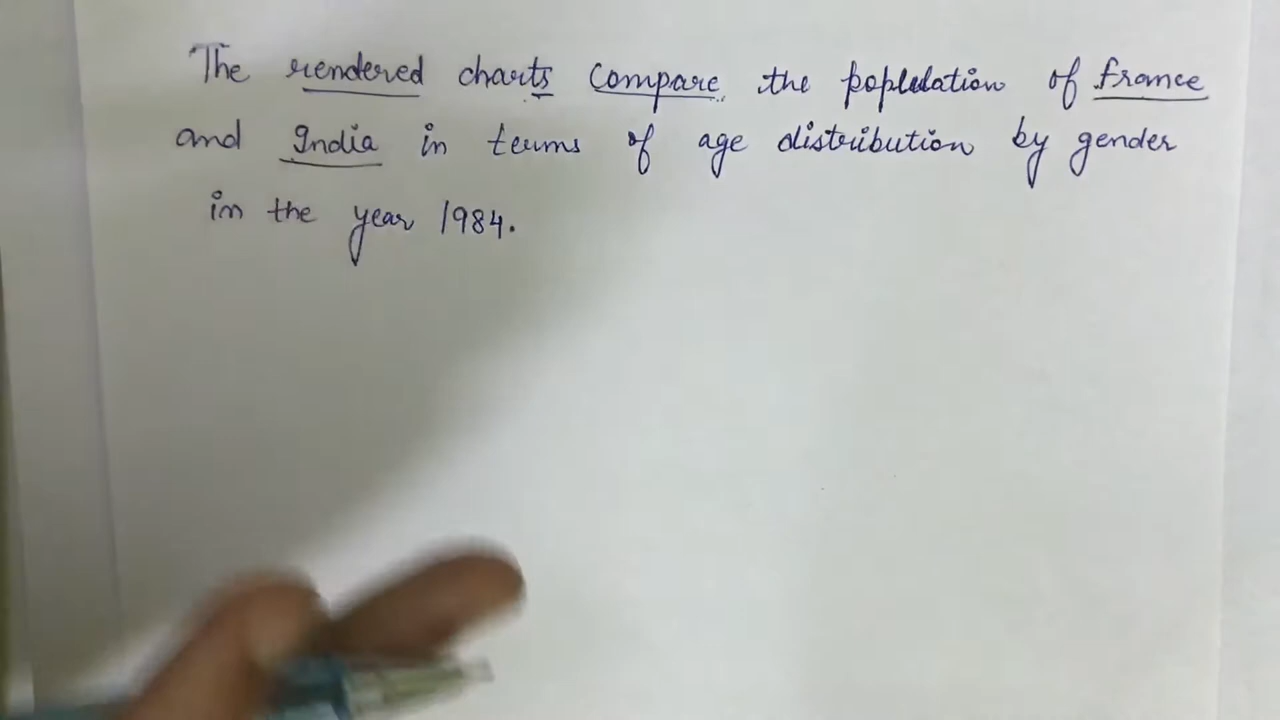 The rendered charts Compare the poplulation of france
and India in terms of age distribution by gender
in the year 1984.